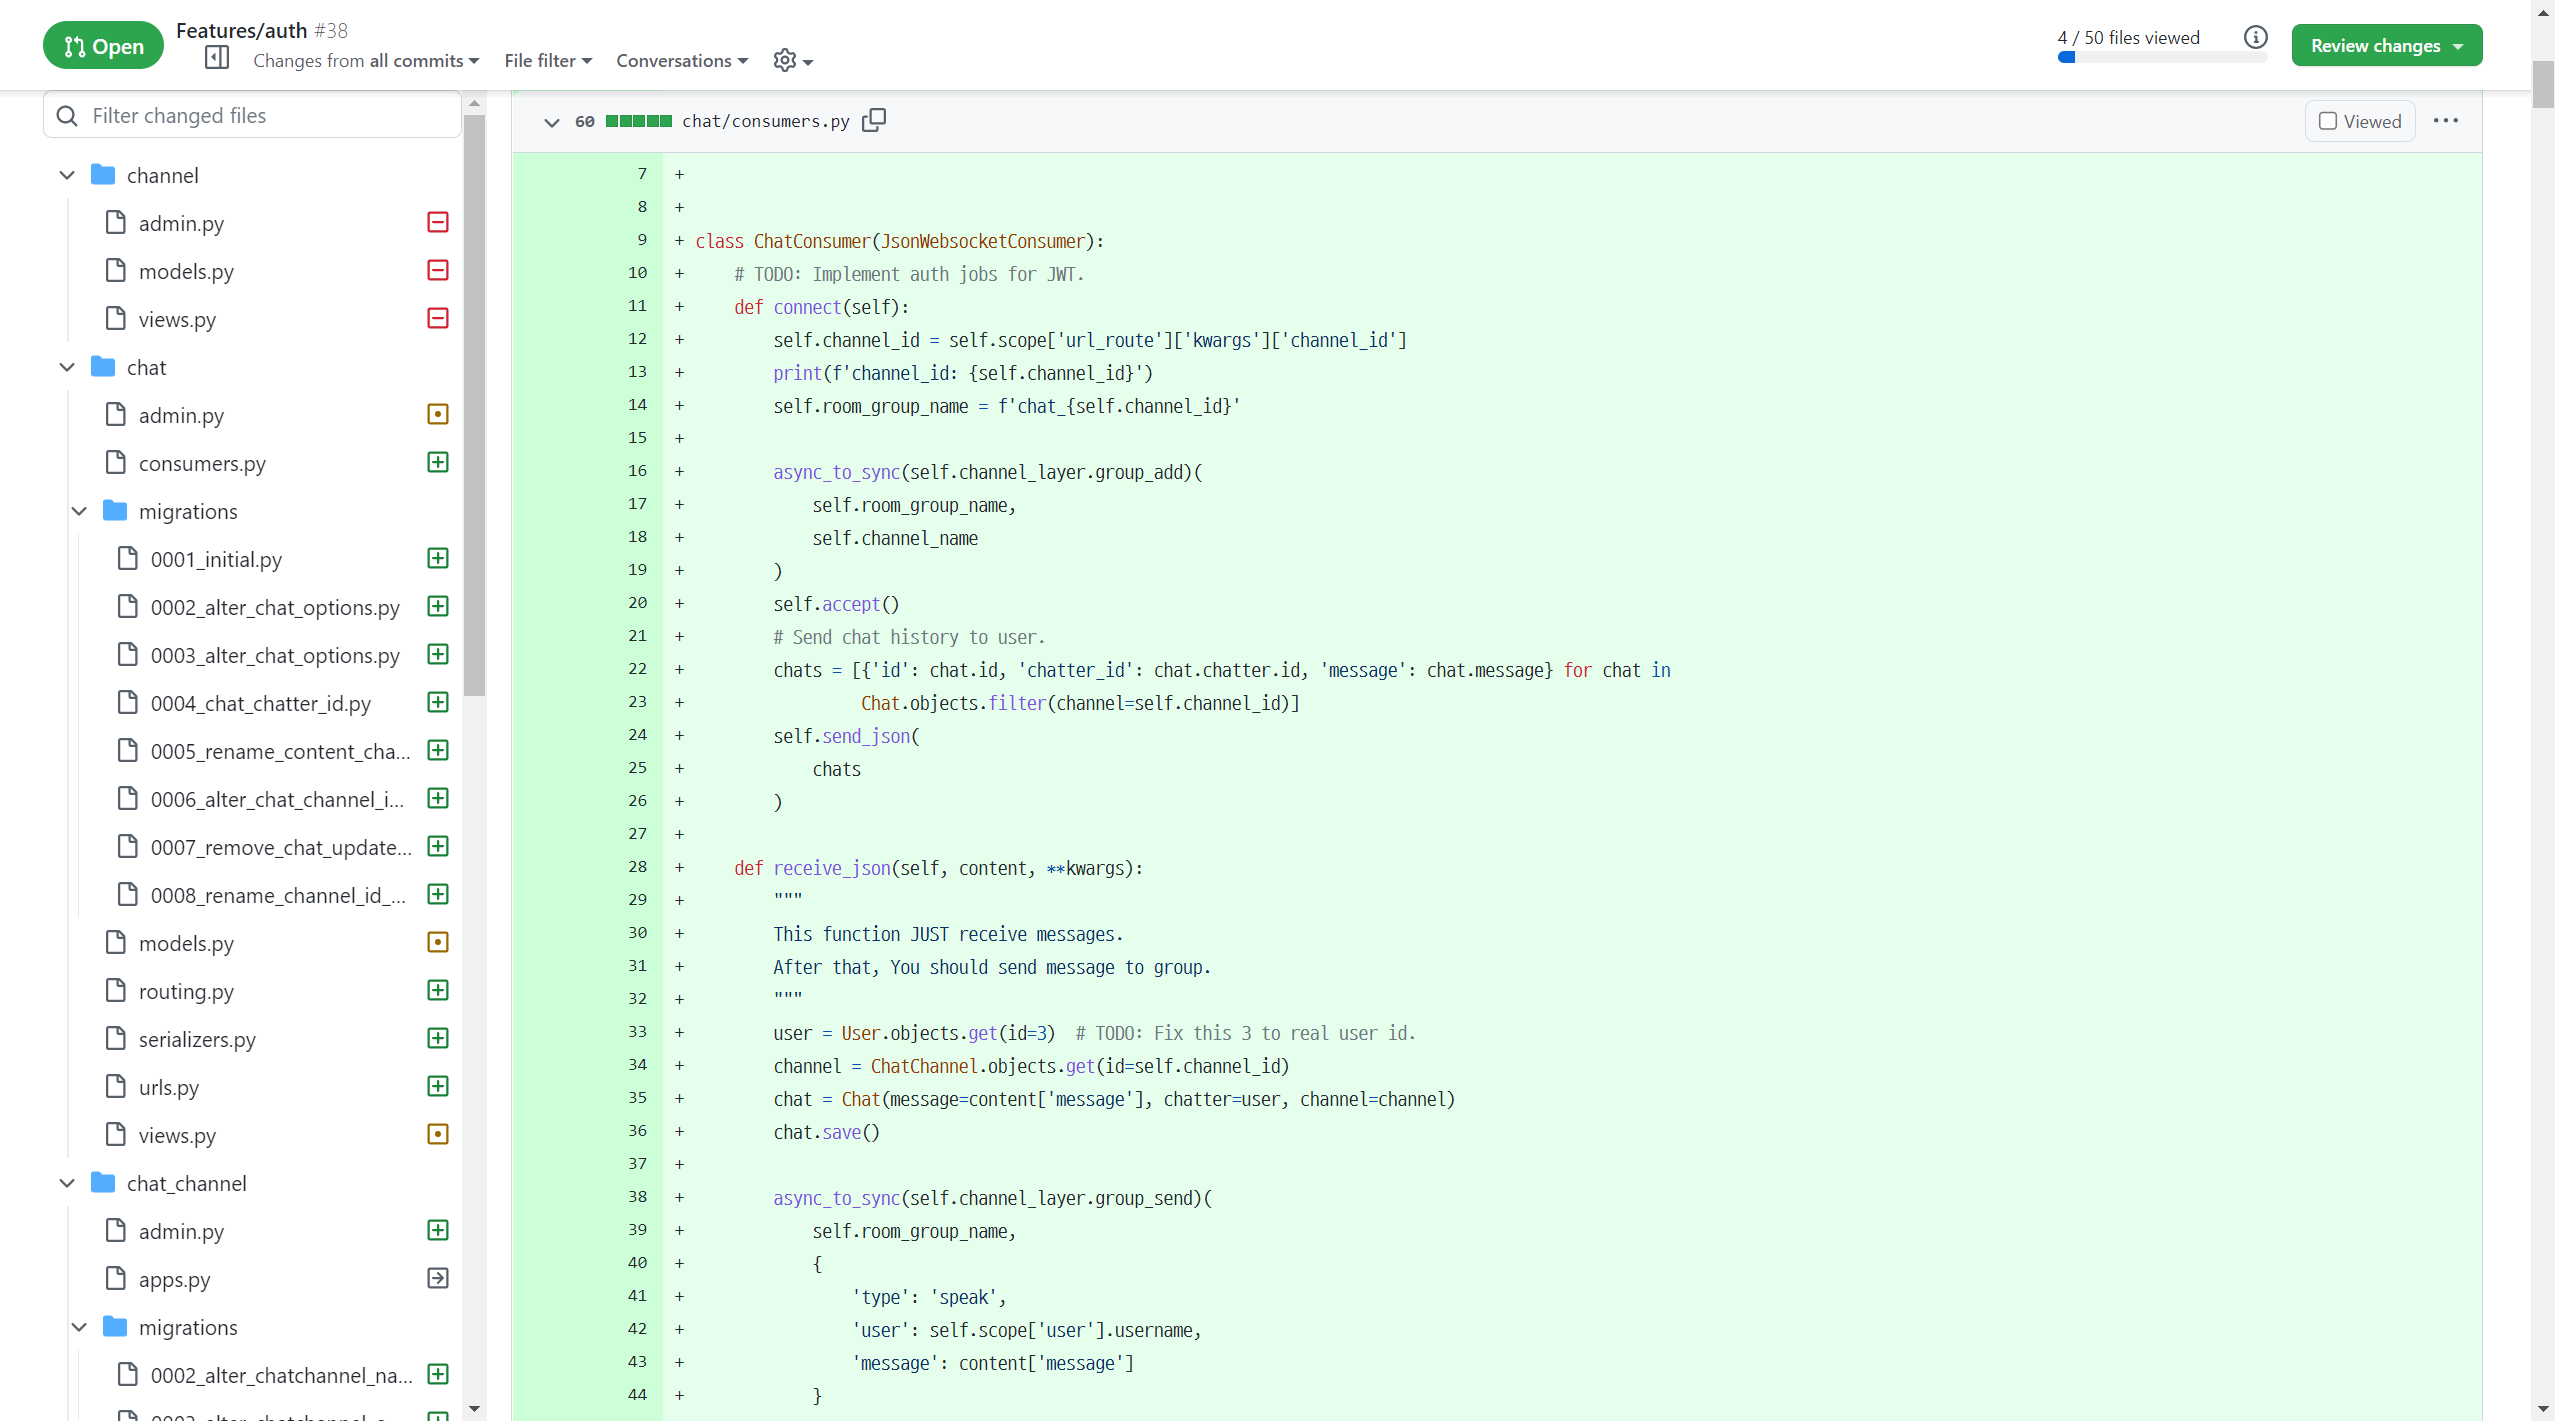 Open
Features/auth #38
Changes from all commits
File filter
Conversations
4 / 50 files viewed
Review changes
Filter changed files
channel
admin.py
models.py
views.py
chat
admin.py
consumers.py
migrations
0001_initial.py
0002_alter_chat_options.py
0003_alter_chat_options.py
0004_chat_chatter_id.py
0005_rename_content_cha...
0006_alter_chat_channel_i...
0007_remove_chat_update...
0008_rename_channel_id_...
models.py
routing.py
serializers.py
urls.py
views.py
chat_channel
admin.py
apps.py
migrations
0002_alter_chatchannel_na...
60 chat/consumers.py
Viewed
7 +
8 +
9 + class ChatConsumer(JsonWebsocketConsumer):
10 +     # TODO: Implement auth jobs for JWT.
11 +     def connect(self):
12 +         self.channel_id = self.scope['url_route']['kwargs']['channel_id']
13 +         print(f'channel_id: {self.channel_id}')
14 +         self.room_group_name = f'chat_{self.channel_id}'
15 +
16 +         async_to_sync(self.channel_layer.group_add)(
17 +             self.room_group_name,
18 +             self.channel_name
19 +         )
20 +         self.accept()
21 +         # Send chat history to user.
22 +         chats = [{'id': chat.id, 'chatter_id': chat.chatter.id, 'message': chat.message} for chat in
23 +                  Chat.objects.filter(channel=self.channel_id)]
24 +         self.send_json(
25 +             chats
26 +         )
27 +
28 +     def receive_json(self, content, **kwargs):
29 +         """
30 +         This function JUST receive messages.
31 +         After that, You should send message to group.
32 +         """
33 +         user = User.objects.get(id=3)  # TODO: Fix this 3 to real user id.
34 +         channel = ChatChannel.objects.get(id=self.channel_id)
35 +         chat = Chat(message=content['message'], chatter=user, channel=channel)
36 +         chat.save()
37 +
38 +         async_to_sync(self.channel_layer.group_send)(
39 +             self.room_group_name,
40 +             {
41 +                 'type': 'speak',
42 +                 'user': self.scope['user'].username,
43 +                 'message': content['message']
44 +             }